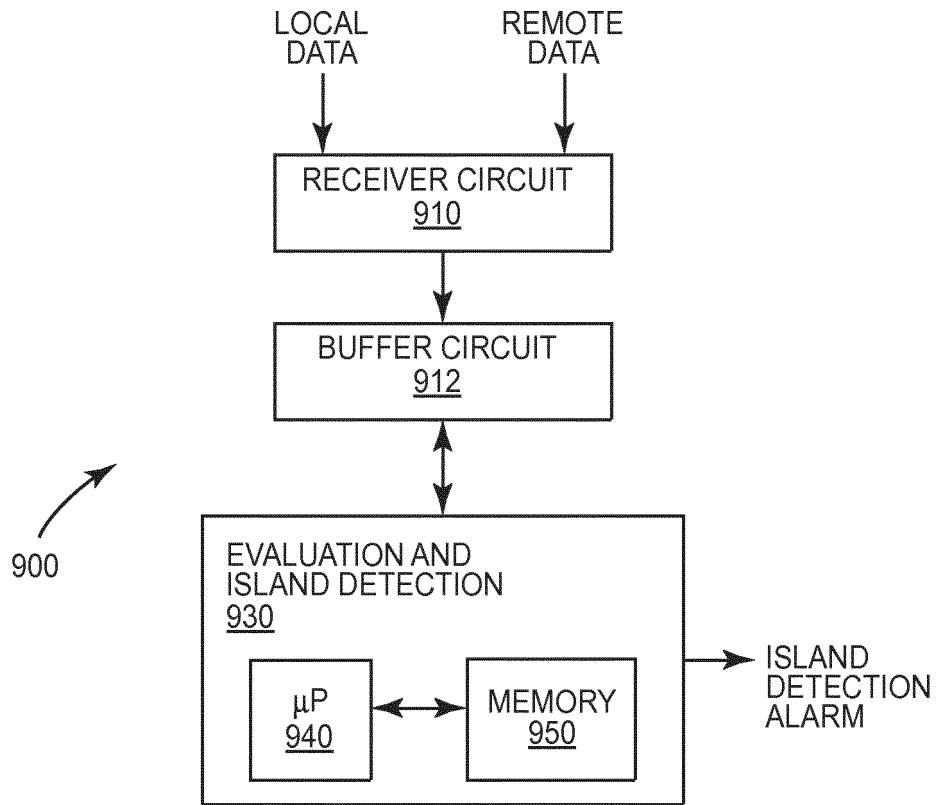 LOCAL
DATA
REMOTE
DATA
RECEIVER CIRCUIT
910
BUFFER CIRCUIT
912
900
EVALUATION AND
ISLAND DETECTION
930
μP
940
MEMORY
950
ISLAND
DETECTION
ALARM